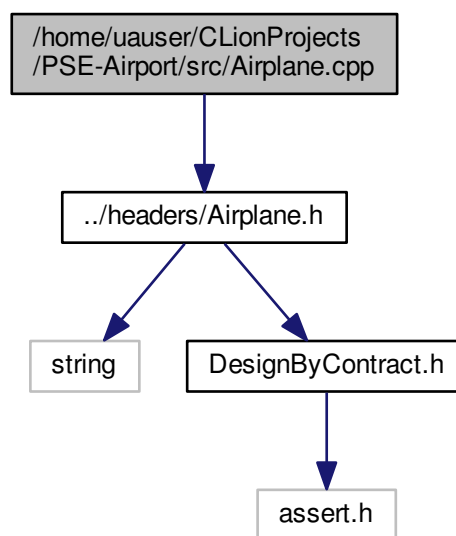 /home/uauser/CLionProjects
/PSE-Airport/src/Airplane.cpp
../headers/Airplane.h
string
DesignByContract.h
assert.h